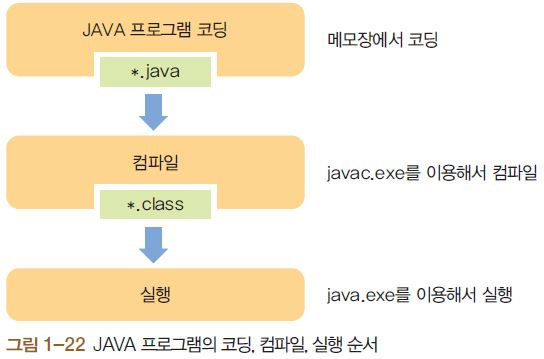 JAVA 프로그램 코딩
메모장에서 코딩
*.java
컴파일
javac.exe를 이용해서 컴파일
*.class
실행
java.exe를 이용해서 실행
그림 1-22 JAVA 프로그램의 코딩, 컴파일, 실행 순서